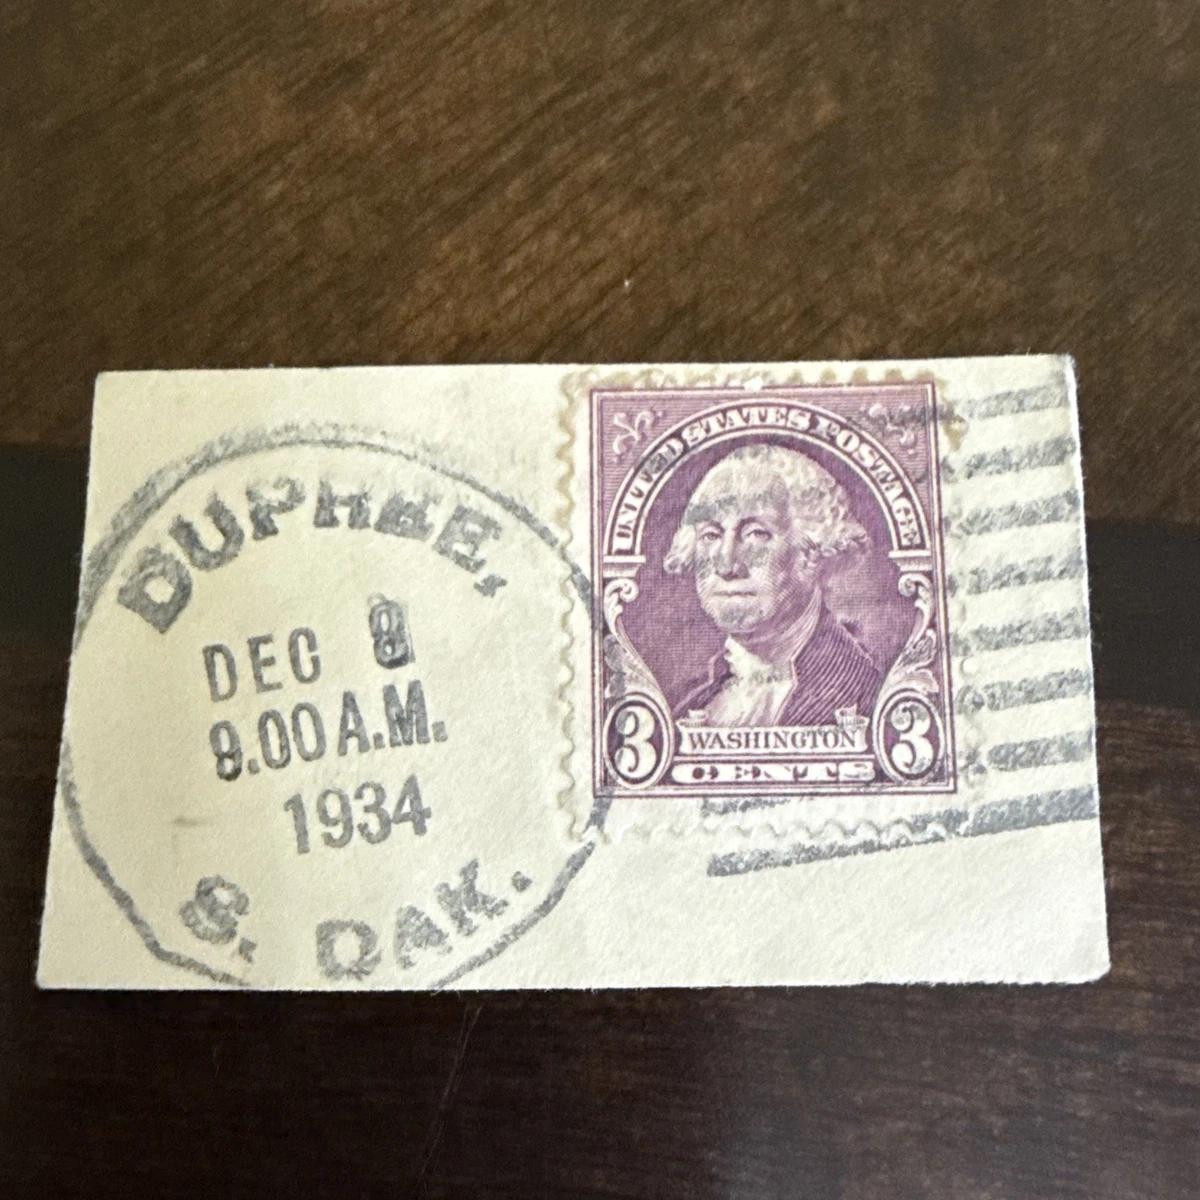 DUPREE,
DEC 8
9.00 A.M.
1934
S. DAK.
UNITED STATES POSTAGE
3 WASHINGTON 3
CENTS